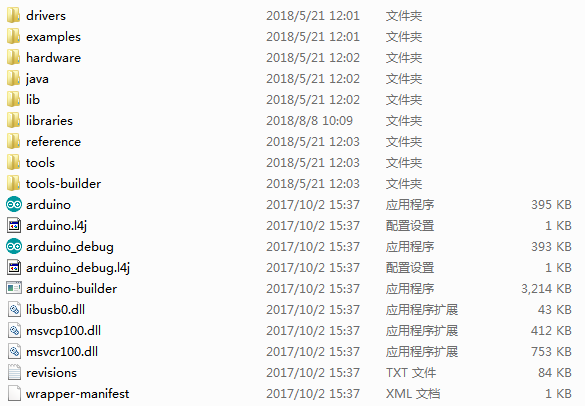 drivers 2018/5/21 12:01 文件夹
examples 2018/5/21 12:01 文件夹
hardware 2018/5/21 12:02 文件夹
java 2018/5/21 12:02 文件夹
lib 2018/5/21 12:02 文件夹
libraries 2018/8/8 10:09 文件夹
reference 2018/5/21 12:03 文件夹
tools 2018/5/21 12:03 文件夹
tools-builder 2018/5/21 12:03 文件夹
arduino 2017/10/2 15:37 应用程序 395 KB
arduino.l4j 2017/10/2 15:37 配置设置 1 KB
arduino_debug 2017/10/2 15:37 应用程序 393 KB
arduino_debug.l4j 2017/10/2 15:37 配置设置 1 KB
arduino-builder 2017/10/2 15:37 应用程序 3,214 KB
libusb0.dll 2017/10/2 15:37 应用程序扩展 43 KB
msvcp100.dll 2017/10/2 15:37 应用程序扩展 412 KB
msvcr100.dll 2017/10/2 15:37 应用程序扩展 753 KB
revisions 2017/10/2 15:37 TXT 文件 84 KB
wrapper-manifest 2017/10/2 15:37 XML 文档 1 KB